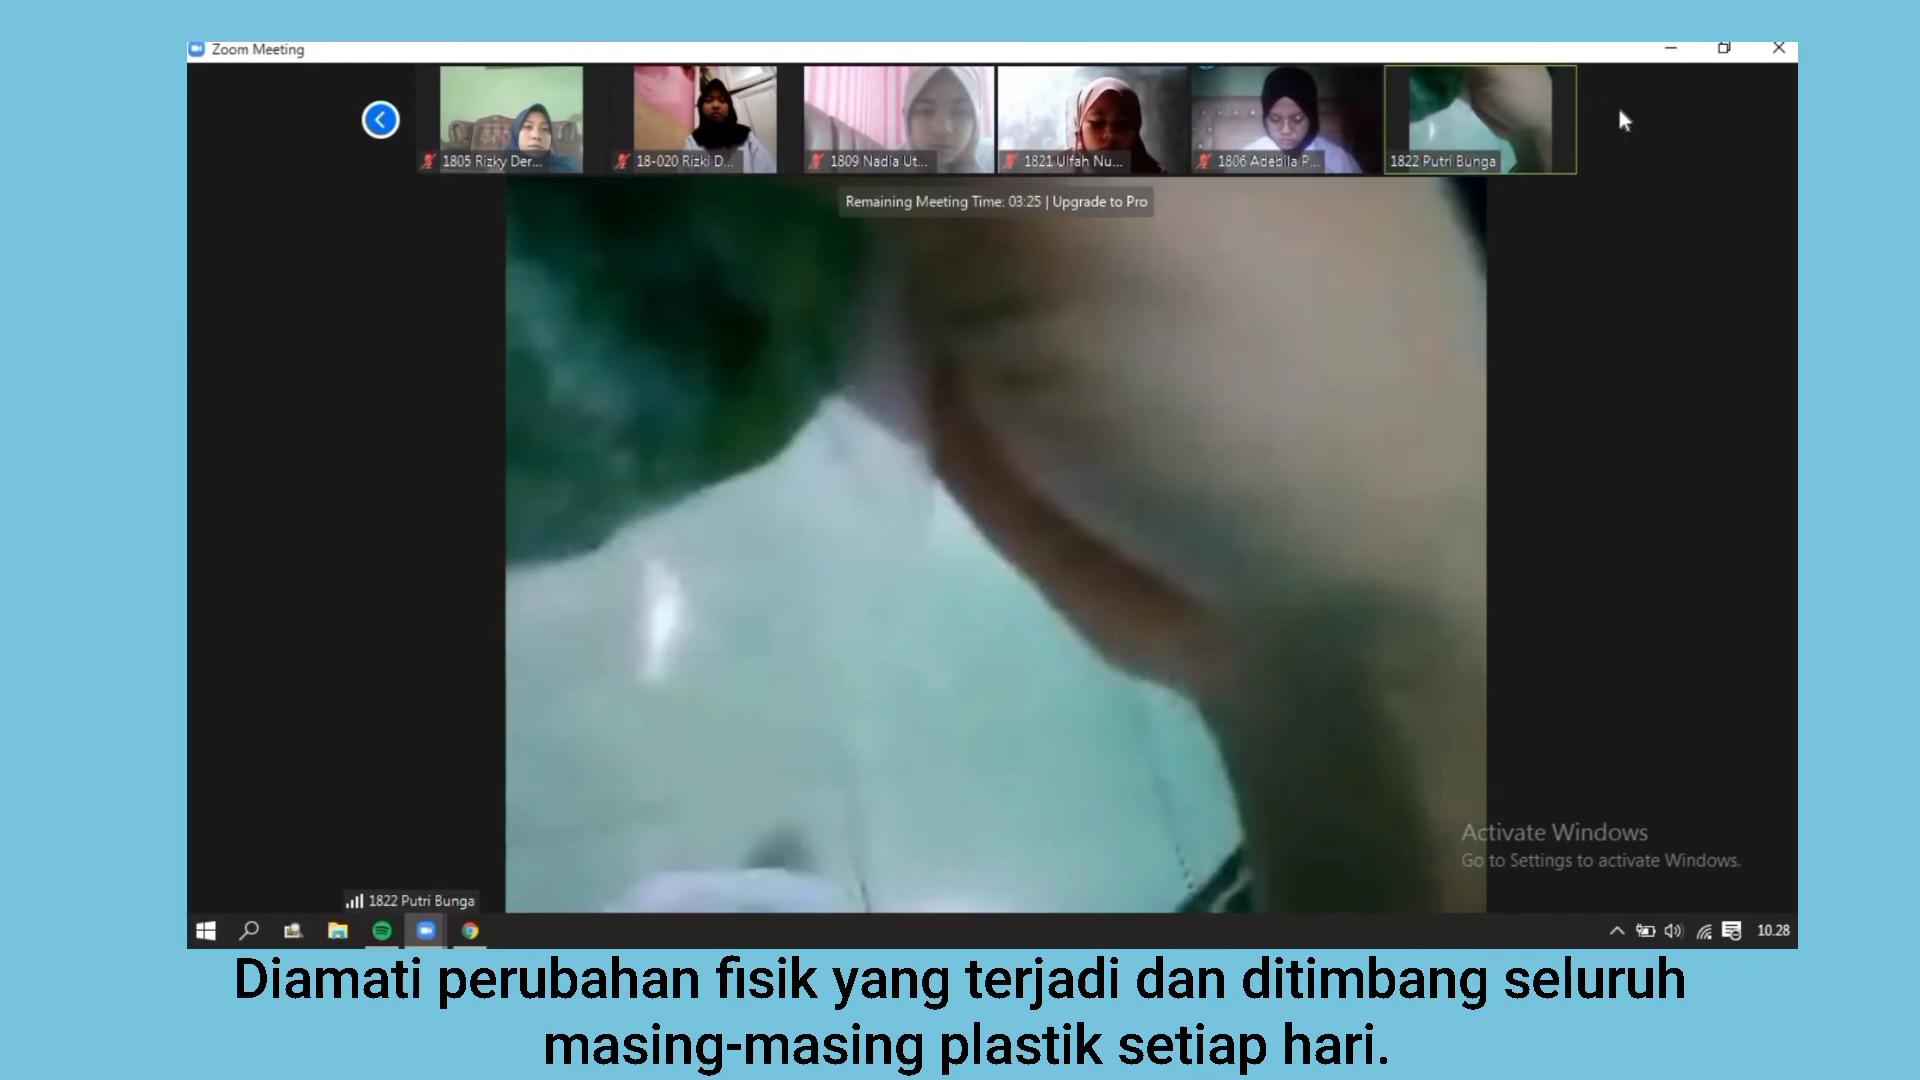 Zoom Meeting
1805 Rizky Der...
18-020 Rizki D...
1809 Nadia Ut...
1821 Ulfah Nu...
1806 Adebila P...
1822 Putri Bunga
Remaining Meeting Time: 03:25 | Upgrade to Pro
Activate Windows
Go to Settings to activate Windows.
1822 Putri Bunga
10.28
Diamati perubahan fisik yang terjadi dan ditimbang seluruh
masing-masing plastik setiap hari.